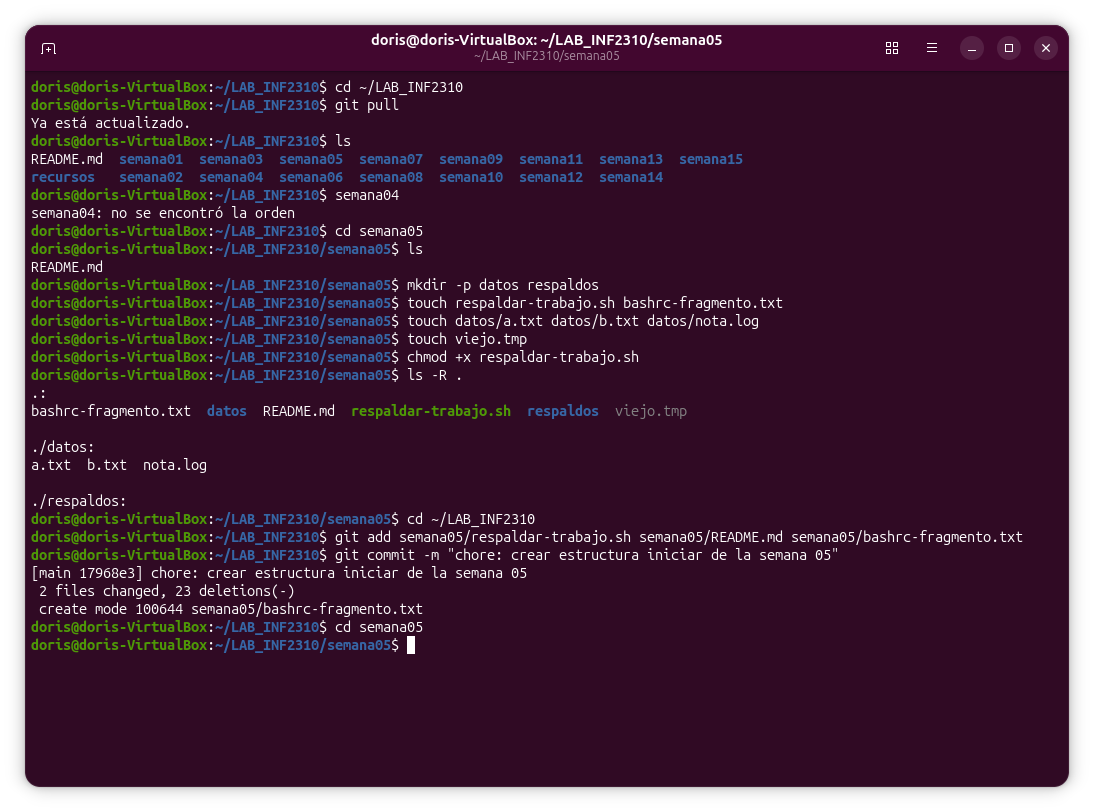 doris@doris-VirtualBox: ~/LAB_INF2310/semana05
~/LAB_INF2310/semana05
doris@doris-VirtualBox:~/LAB_INF2310$ cd ~/LAB_INF2310
doris@doris-VirtualBox:~/LAB_INF2310$ git pull
Ya está actualizado.
doris@doris-VirtualBox:~/LAB_INF2310$ ls
README.md  semana01  semana03  semana05  semana07  semana09  semana11  semana13  semana15
recursos   semana02  semana04  semana06  semana08  semana10  semana12  semana14
doris@doris-VirtualBox:~/LAB_INF2310$ semana04
semana04: no se encontró la orden
doris@doris-VirtualBox:~/LAB_INF2310$ cd semana05
doris@doris-VirtualBox:~/LAB_INF2310/semana05$ ls
README.md
doris@doris-VirtualBox:~/LAB_INF2310/semana05$ mkdir -p datos respaldos
doris@doris-VirtualBox:~/LAB_INF2310/semana05$ touch respaldar-trabajo.sh bashrc-fragmento.txt
doris@doris-VirtualBox:~/LAB_INF2310/semana05$ touch datos/a.txt datos/b.txt datos/nota.log
doris@doris-VirtualBox:~/LAB_INF2310/semana05$ touch viejo.tmp
doris@doris-VirtualBox:~/LAB_INF2310/semana05$ chmod +x respaldar-trabajo.sh
doris@doris-VirtualBox:~/LAB_INF2310/semana05$ ls -R .
.:
bashrc-fragmento.txt  datos  README.md  respaldar-trabajo.sh  respaldos  viejo.tmp
./datos:
a.txt  b.txt  nota.log
./respaldos:
doris@doris-VirtualBox:~/LAB_INF2310/semana05$ cd ~/LAB_INF2310
doris@doris-VirtualBox:~/LAB_INF2310$ git add semana05/respaldar-trabajo.sh semana05/README.md semana05/bashrc-fragmento.txt
doris@doris-VirtualBox:~/LAB_INF2310$ git commit -m "chore: crear estructura iniciar de la semana 05"
[main 17968e3] chore: crear estructura iniciar de la semana 05
 2 files changed, 23 deletions(-)
 create mode 100644 semana05/bashrc-fragmento.txt
doris@doris-VirtualBox:~/LAB_INF2310$ cd semana05
doris@doris-VirtualBox:~/LAB_INF2310/semana05$